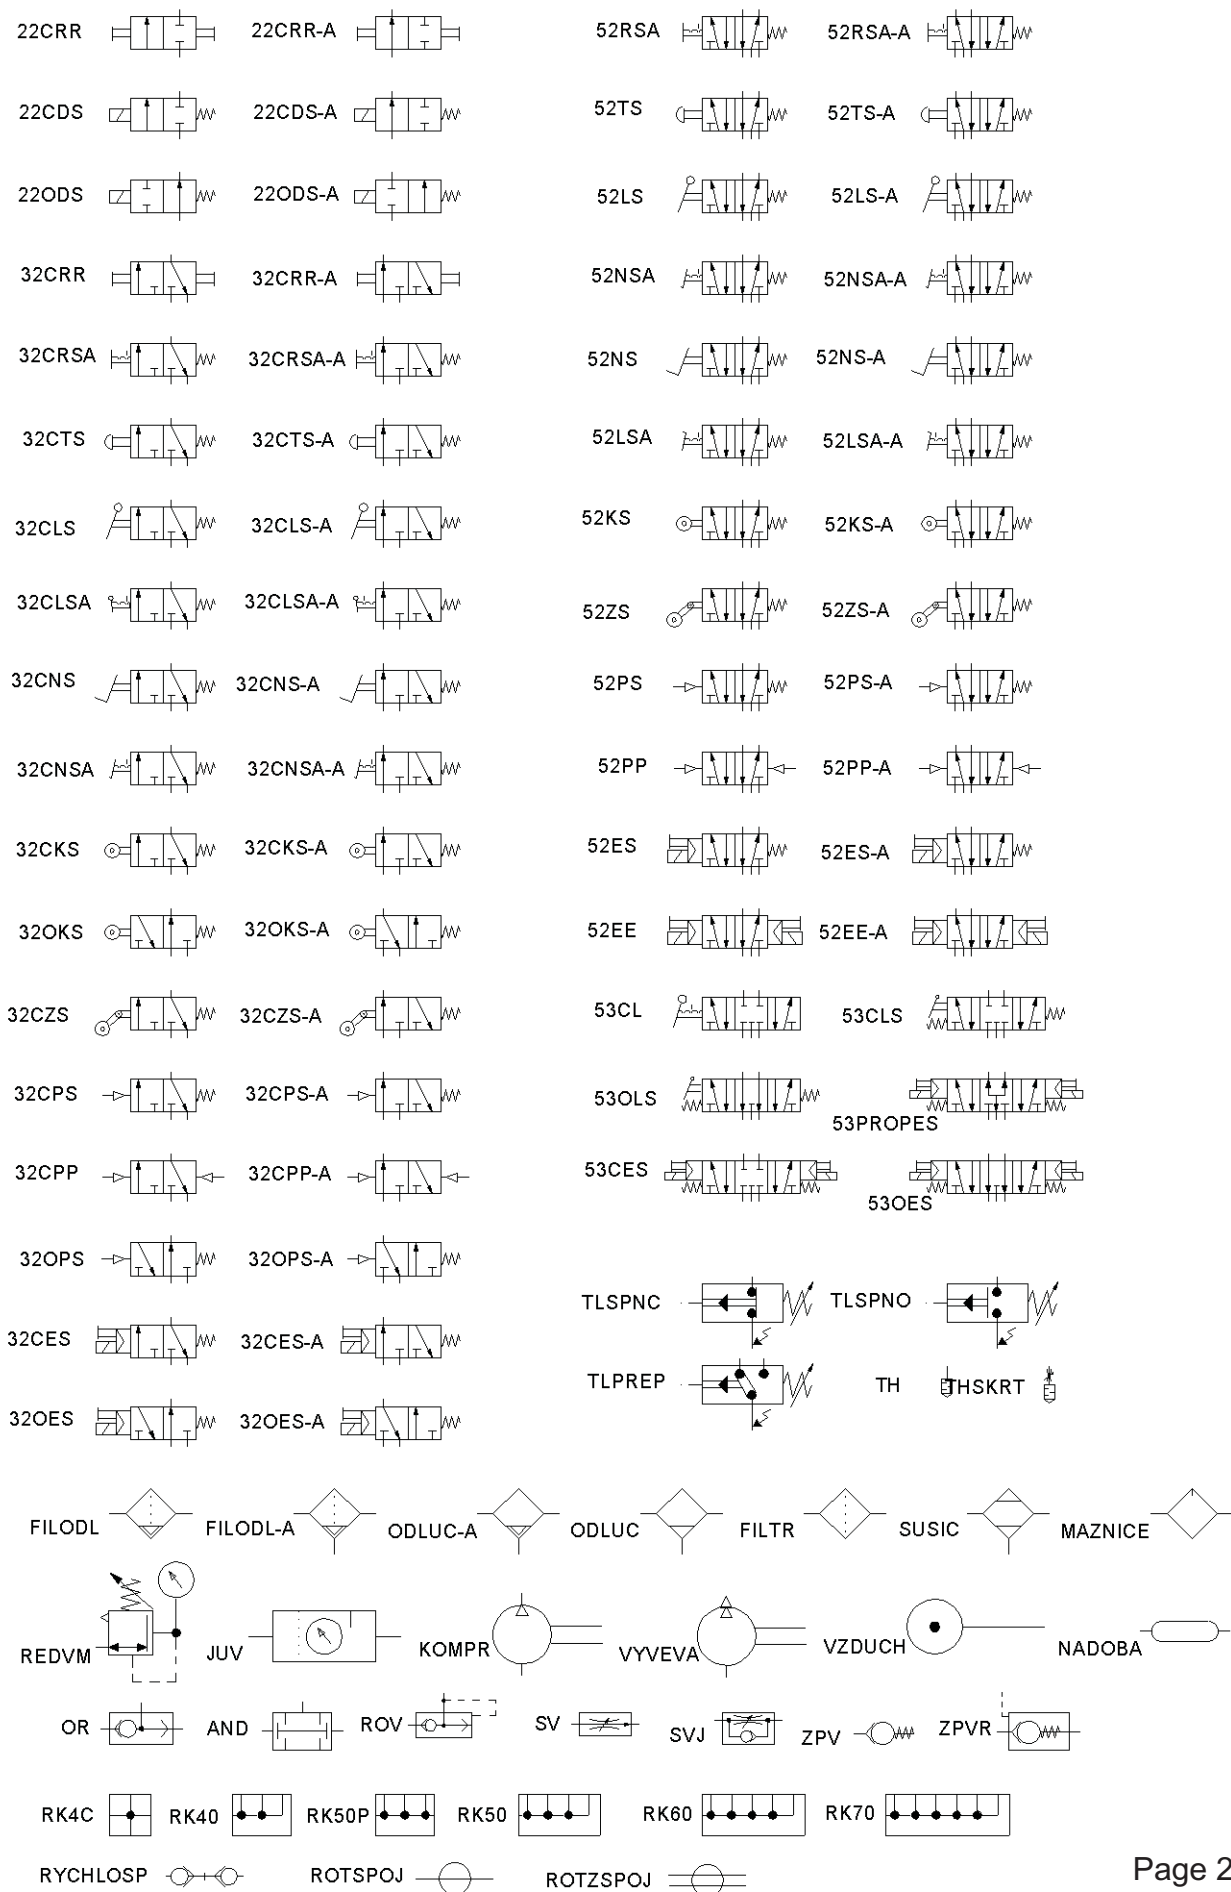 22CRR 22CRR-A 52RSA 52RSA-A
22CDS 22CDS-A 52TS 52TS-A
22ODS 22ODS-A 52LS 52LS-A
32CRR 32CRR-A 52NSA 52NSA-A
32CRSA 32CRSA-A 52NS 52NS-A
32CTS 32CTS-A 52LSA 52LSA-A
32CLS 32CLS-A 52KS 52KS-A
32CLSA 32CLSA-A 52ZS 52ZS-A
32CNS 32CNS-A 52PS 52PS-A
32CNSA 32CNSA-A 52PP 52PP-A
32CKS 32CKS-A 52ES 52ES-A
32OKS 32OKS-A 52EE 52EE-A
32CZS 32CZS-A 53CL 53CLS
32CPS 32CPS-A 53OLS 53PROPES
32CPP 32CPP-A 53CES 53OES
32OPS 32OPS-A
TLSPNC TLSPNO
32CES 32CES-A
TLPREP TH THSKRT
32OES 32OES-A
FILODL FILODL-A ODLUC-A ODLUC FILTR SUSIC MAZNICE
REDVM JUV KOMPR VYVEVA VZDUCH NADOBA
OR AND ROV SV SVJ ZPV ZPVR
RK4C RK40 RK50P RK50 RK60 RK70
RYCHLOSP ROTSPOJ ROTZSPOJ
Page 2